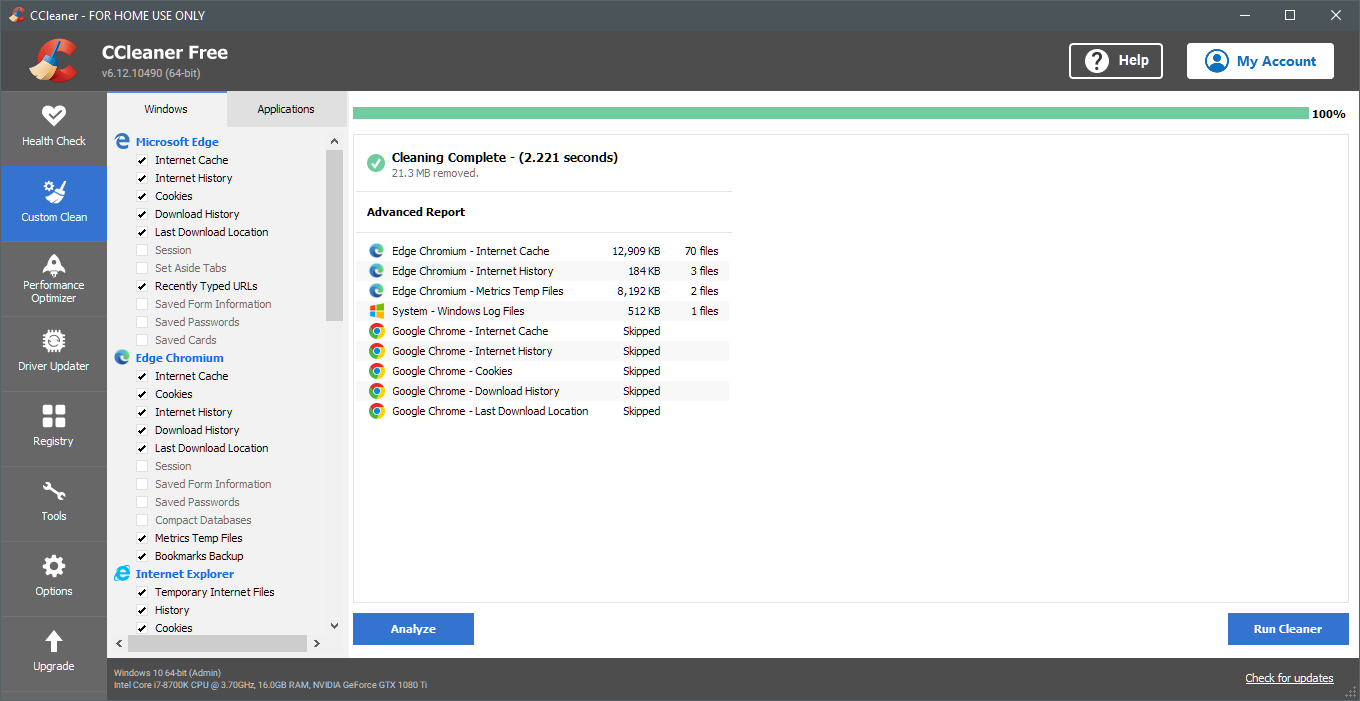 CCleaner - FOR HOME USE ONLY
CCleaner Free
v6.12.10490 (64-bit)
Help
My Account
Health Check
Custom Clean
Performance
Optimizer
Driver Updater
Registry
Tools
Options
Upgrade
Windows
Applications
Microsoft Edge
Internet Cache
Internet History
Cookies
Download History
Last Download Location
Session
Set Aside Tabs
Recently Typed URLs
Saved Form Information
Saved Passwords
Saved Cards
Edge Chromium
Internet Cache
Cookies
Internet History
Download History
Last Download Location
Session
Saved Form Information
Saved Passwords
Compact Databases
Metrics Temp Files
Bookmarks Backup
Internet Explorer
Temporary Internet Files
History
Cookies
100%
Cleaning Complete - (2.221 seconds)
21.3 MB removed.
Advanced Report
Edge Chromium - Internet Cache 12,909 KB 70 files
Edge Chromium - Internet History 184 KB 3 files
Edge Chromium - Metrics Temp Files 8,192 KB 2 files
System - Windows Log Files 512 KB 1 files
Google Chrome - Internet Cache Skipped
Google Chrome - Internet History Skipped
Google Chrome - Cookies Skipped
Google Chrome - Download History Skipped
Google Chrome - Last Download Location Skipped
Analyze
Run Cleaner
Windows 10 64-bit (Admin)
Intel Core i7-8700K CPU @ 3.70GHz, 16.0GB RAM, NVIDIA GeForce GTX 1080 Ti
Check for updates